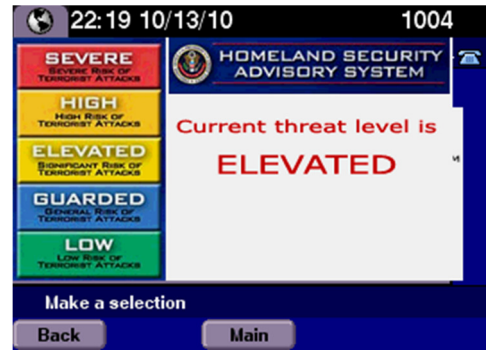 22:19 10/13/10
1004
SEVERE
SEVERE RISK OF
TERRORIST ATTACKS
HIGH
HIGH RISK OF
TERRORIST ATTACKS
ELEVATED
SIGNIFICANT RISK OF
TERRORIST ATTACKS
GUARDED
GENERAL RISK OF
TERRORIST ATTACKS
LOW
LOW RISK OF
TERRORIST ATTACKS
HOMELAND SECURITY
ADVISORY SYSTEM
Current threat level is
ELEVATED
Make a selection
Back
Main